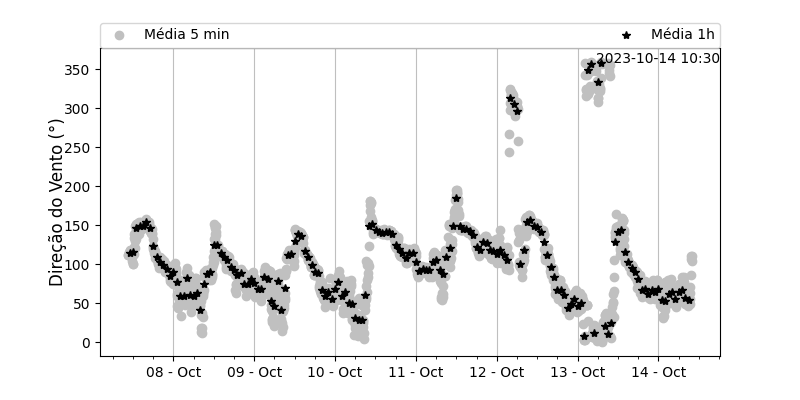 Média 5 min
Média 1h
2023-10-14 10:30
Direção do Vento (°)
350
300
250
200
150
100
50
0
08 - Oct
09 - Oct
10 - Oct
11 - Oct
12 - Oct
13 - Oct
14 - Oct